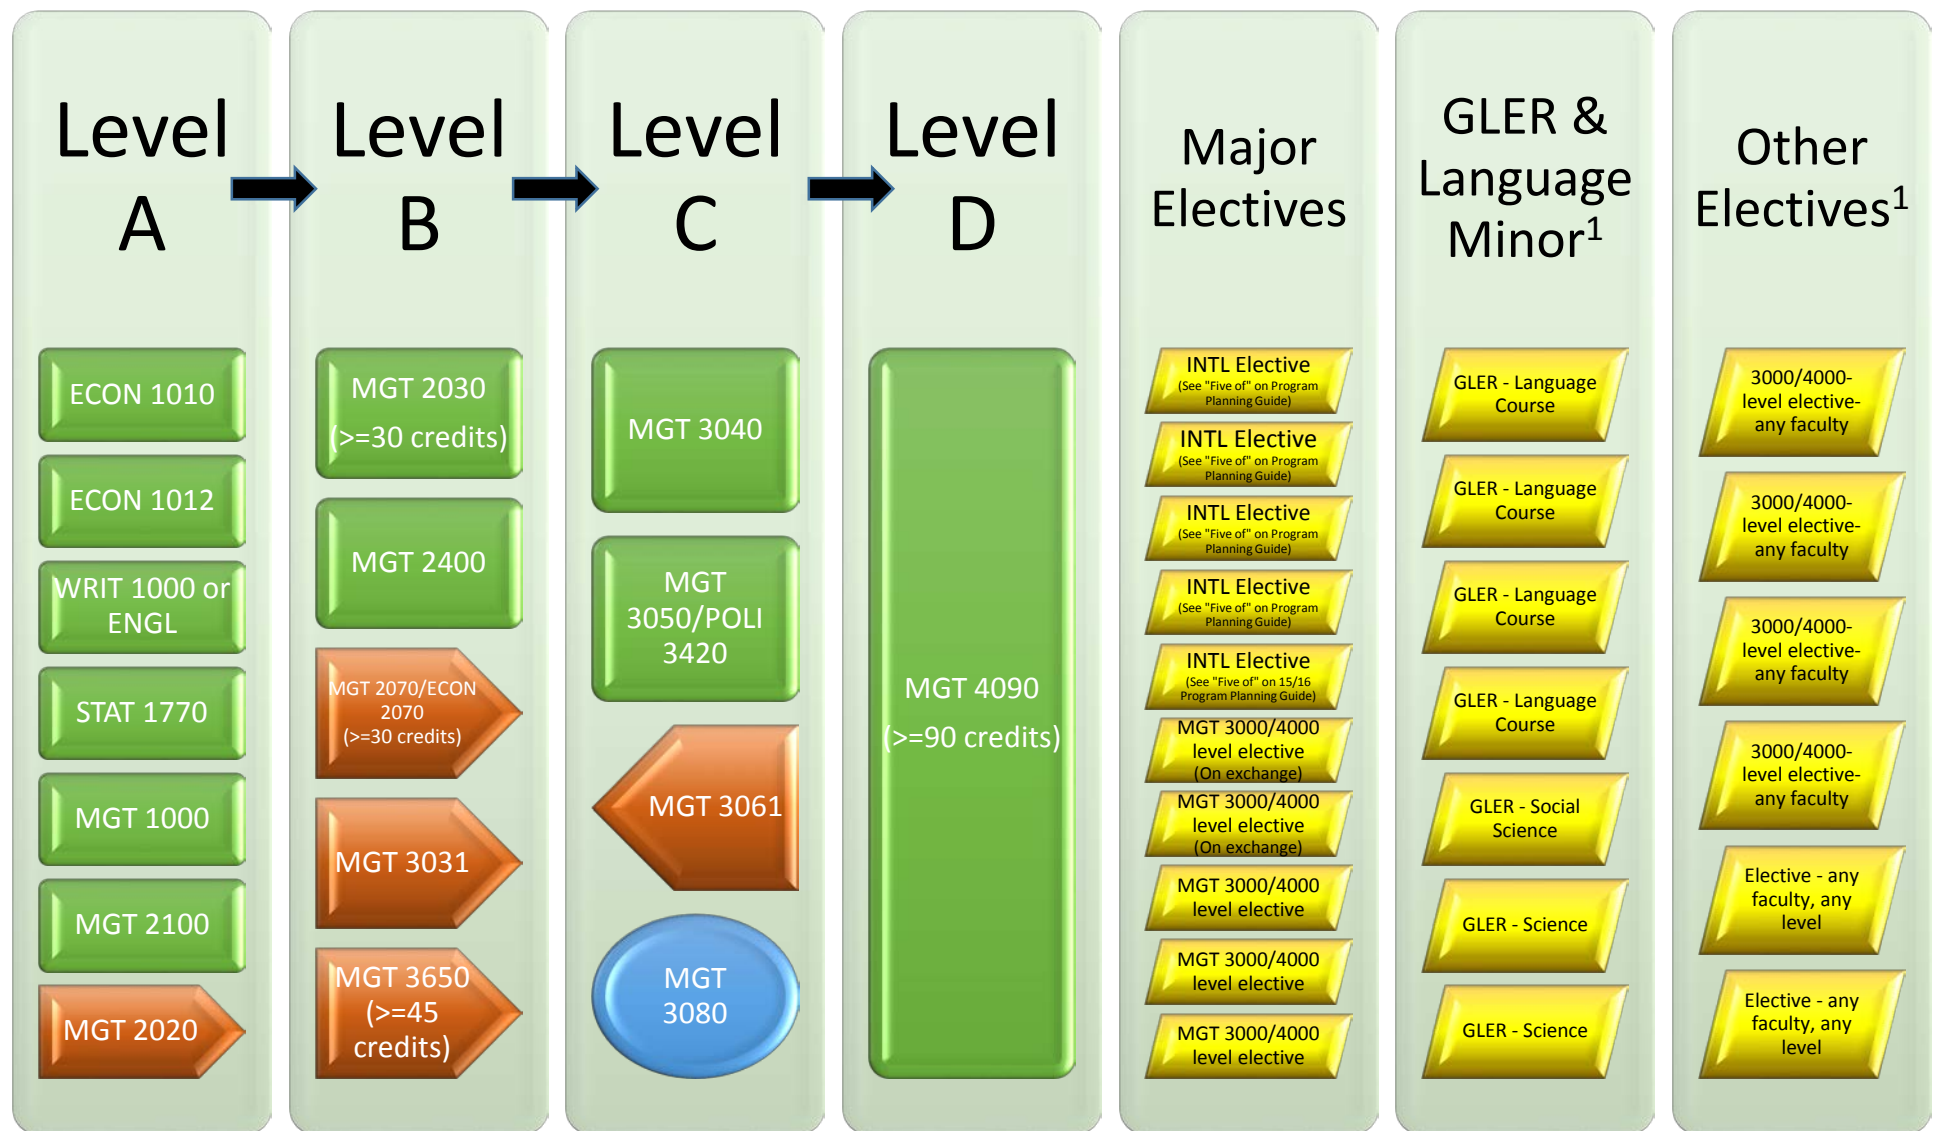 Level
A
ECON 1010
ECON 1012
WRIT 1000 or
ENGL
STAT 1770
MGT 1000
MGT 2100
MGT 2020
Level
B
MGT 2030
(>=30 credits)
MGT 2400
MGT 2070/ECON
2070
(>=30 credits)
MGT 3031
MGT 3650
(>=45
credits)
Level
C
MGT 3040
MGT
3050/POLI
3420
MGT 3061
MGT
3080
Level
D
MGT 4090
(>=90 credits)
Major
Electives
INTL Elective
(See "Five of" on Program
Planning Guide)
INTL Elective
(See "Five of" on Program
Planning Guide)
INTL Elective
(See "Five of" on Program
Planning Guide)
INTL Elective
(See "Five of" on Program
Planning Guide)
INTL Elective
(See "Five of" on 15/16
Program Planning Guide)
MGT 3000/4000
level elective
(On exchange)
MGT 3000/4000
level elective
(On exchange)
MGT 3000/4000
level elective
MGT 3000/4000
level elective
MGT 3000/4000
level elective
GLER &
Language
Minor¹
GLER - Language
Course
GLER - Language
Course
GLER - Language
Course
GLER - Language
Course
GLER - Social
Science
GLER - Science
GLER - Science
Other
Electives¹
3000/4000-
level elective-
any faculty
3000/4000-
level elective-
any faculty
3000/4000-
level elective-
any faculty
3000/4000-
level elective-
any faculty
Elective - any
faculty, any
level
Elective - any
faculty, any
level